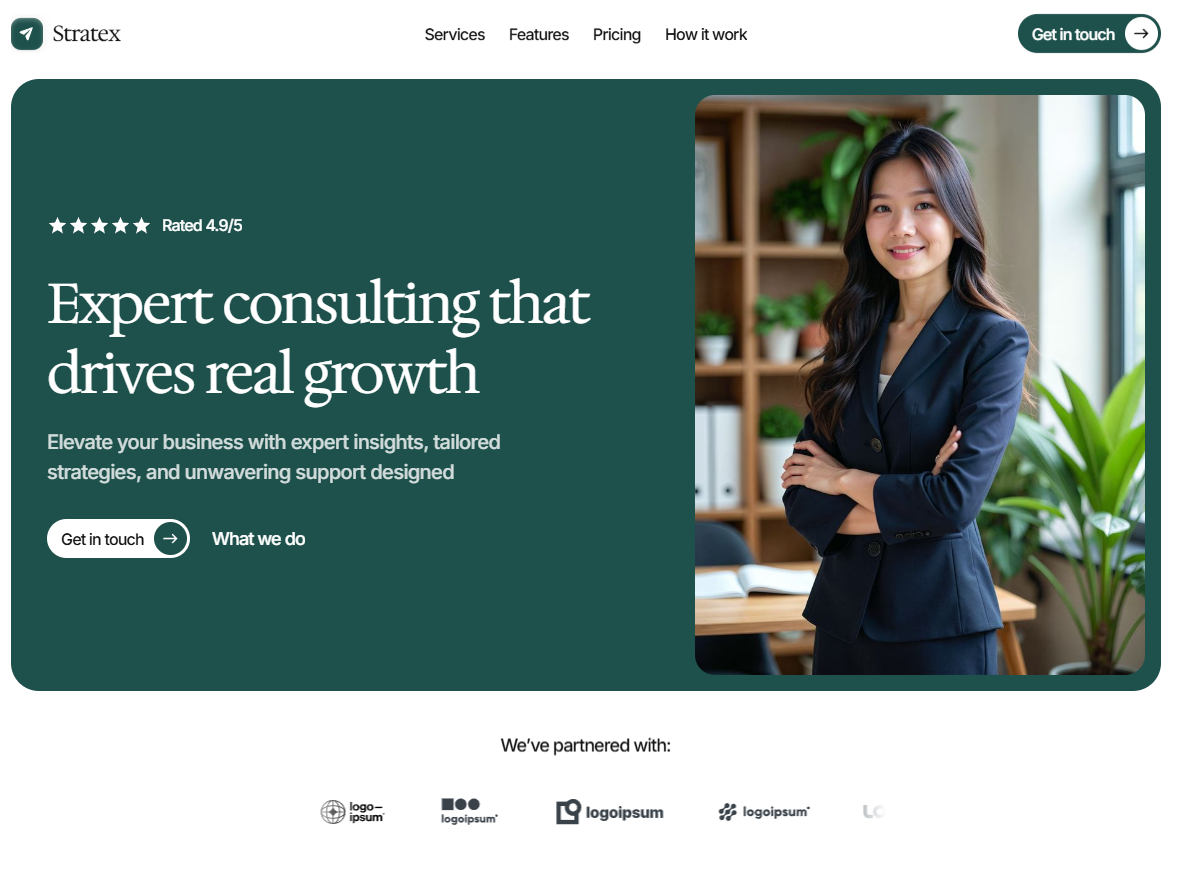 Stratex
Services
Features
Pricing
How it work
Get in touch
Rated 4.9/5
Expert consulting that
drives real growth
Elevate your business with expert insights, tailored
strategies, and unwavering support designed
Get in touch
What we do
We’ve partnered with:
logo—
ipsum
logoipsum
logoipsum
logoipsum